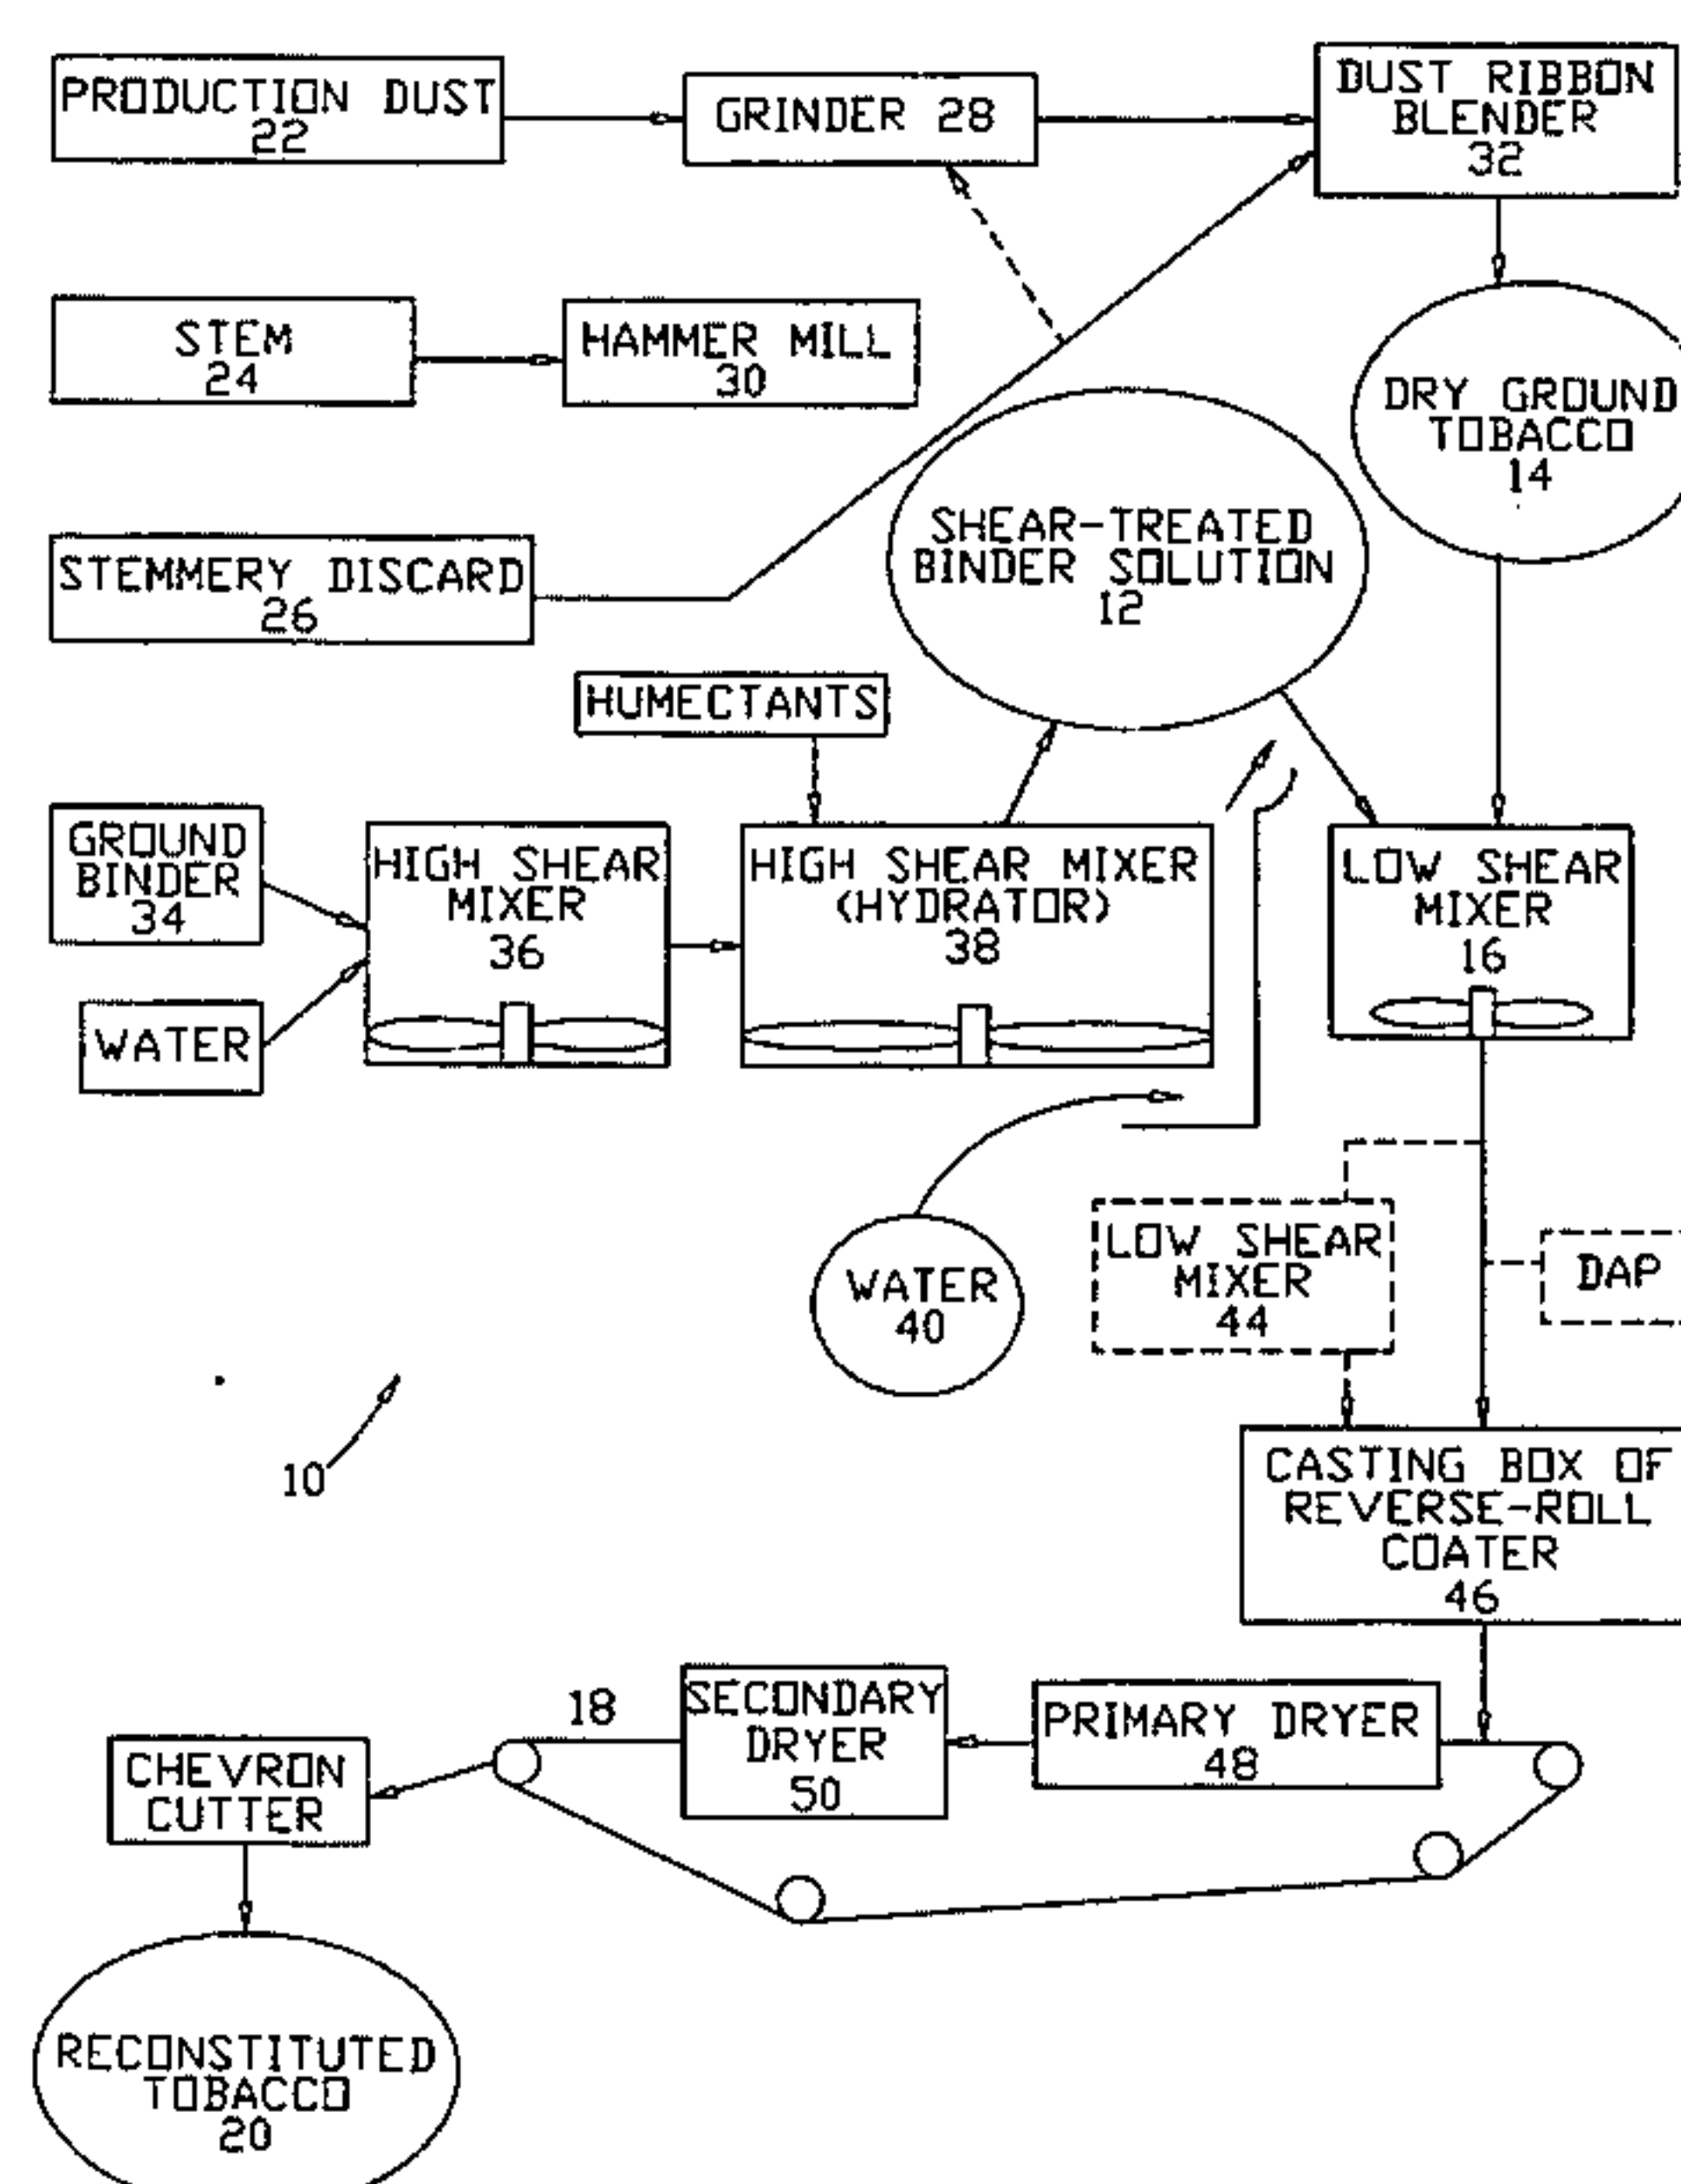 PRODUCTION DUST
22
GRINDER 28
DUST RIBBON
BLENDER
32
STEM
24
HAMMER MILL
30
DRY GROUND
TOBACCO
14
STEMMERY DISCARD
26
SHEAR-TREATED
BINDER SOLUTION
12
HUMECTANTS
GROUND
BINDER
34
WATER
HIGH SHEAR
MIXER
36
HIGH SHEAR MIXER
(HYDRATOR)
38
LOW SHEAR
MIXER
16
WATER
40
LOW SHEAR
MIXER
44
DAP
10
CASTING BOX OF
REVERSE-ROLL
COATER
46
PRIMARY DRYER
48
SECONDARY
DRYER
50
18
CHEVRON
CUTTER
RECONSTITUTED
TOBACCO
20